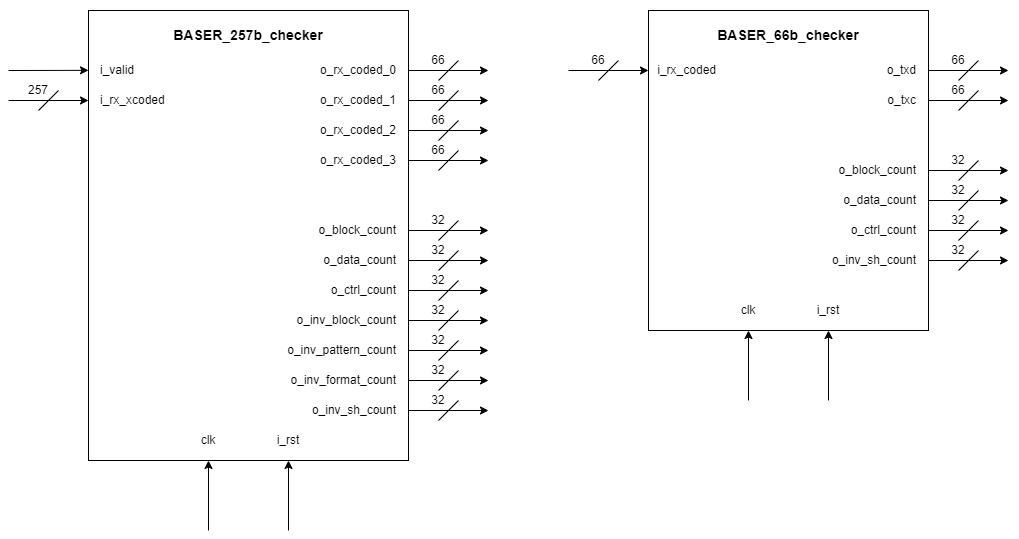 BASER_257b_checker
i_valid
257
i_rx_xcoded
o_rx_coded_0
66
o_rx_coded_1
66
o_rx_coded_2
66
o_rx_coded_3
66
o_block_count
32
o_data_count
32
o_ctrl_count
32
o_inv_block_count
32
o_inv_pattern_count
32
o_inv_format_count
32
o_inv_sh_count
32
clk
i_rst
BASER_66b_checker
66
i_rx_coded
o_txd
66
o_txc
66
o_block_count
32
o_data_count
32
o_ctrl_count
32
o_inv_sh_count
32
clk
i_rst